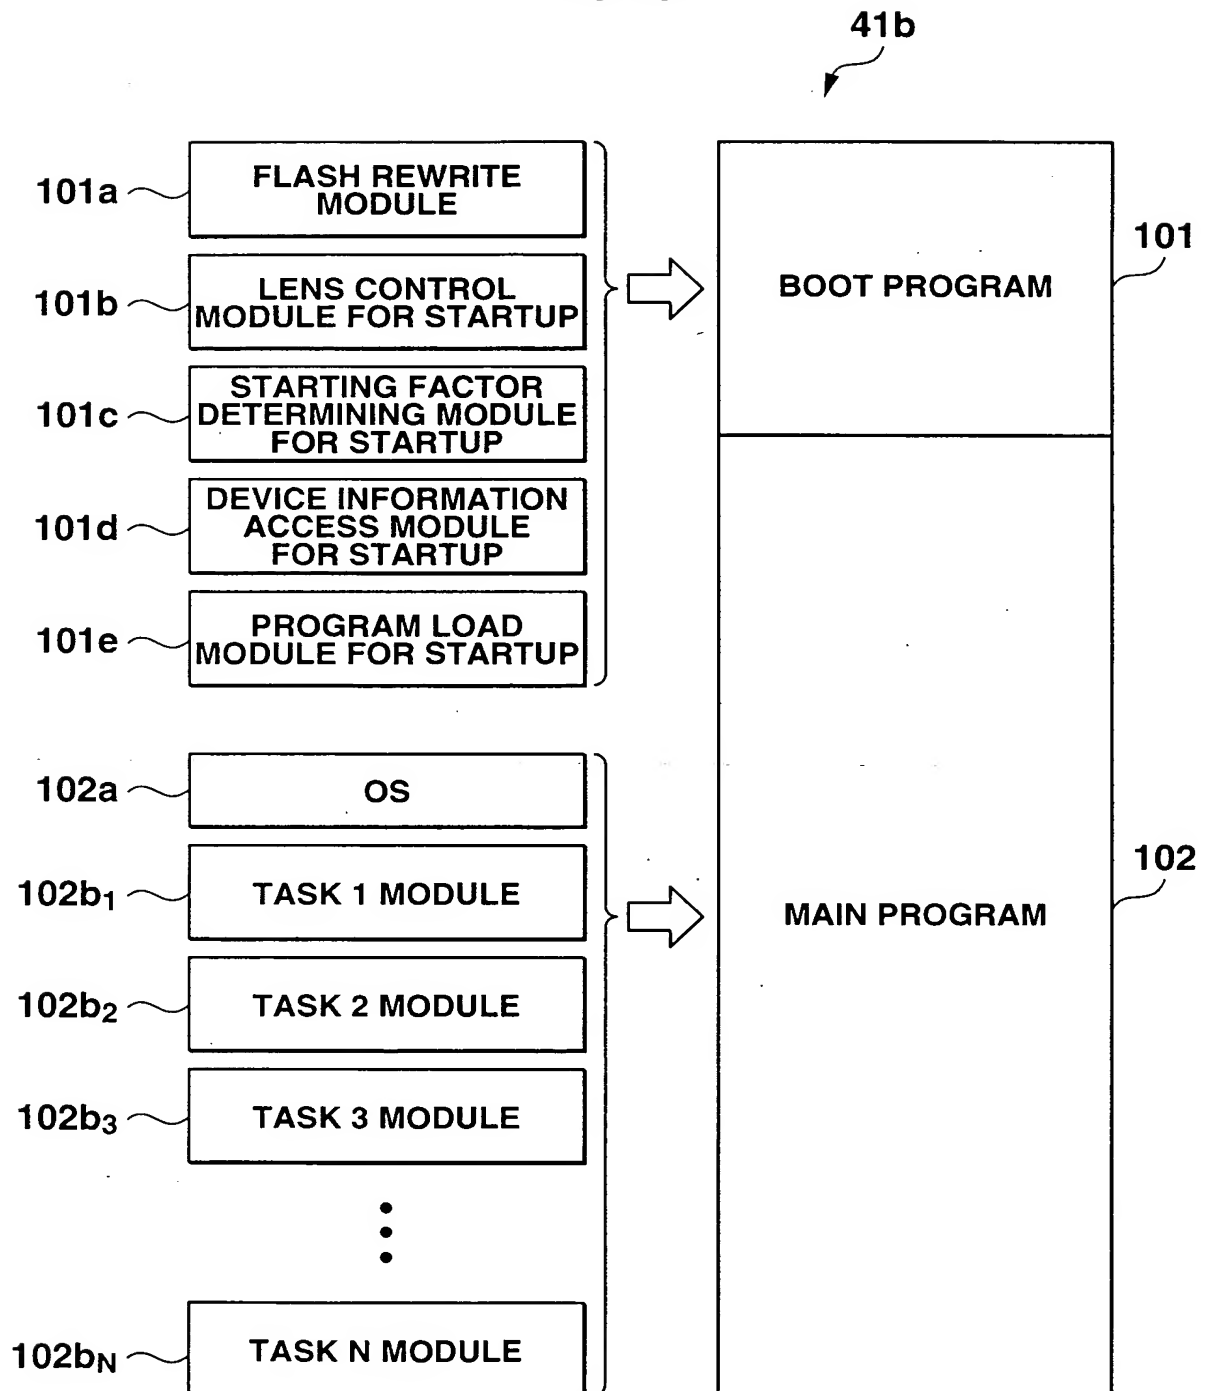 41b
101a
FLASH REWRITE
MODULE
101b
LENS CONTROL
MODULE FOR STARTUP
101c
STARTING FACTOR
DETERMINING MODULE
FOR STARTUP
101d
DEVICE INFORMATION
ACCESS MODULE
FOR STARTUP
101e
PROGRAM LOAD
MODULE FOR STARTUP
BOOT PROGRAM
101
102a
OS
102b1
TASK 1 MODULE
102b2
TASK 2 MODULE
102b3
TASK 3 MODULE
102bN
TASK N MODULE
MAIN PROGRAM
102